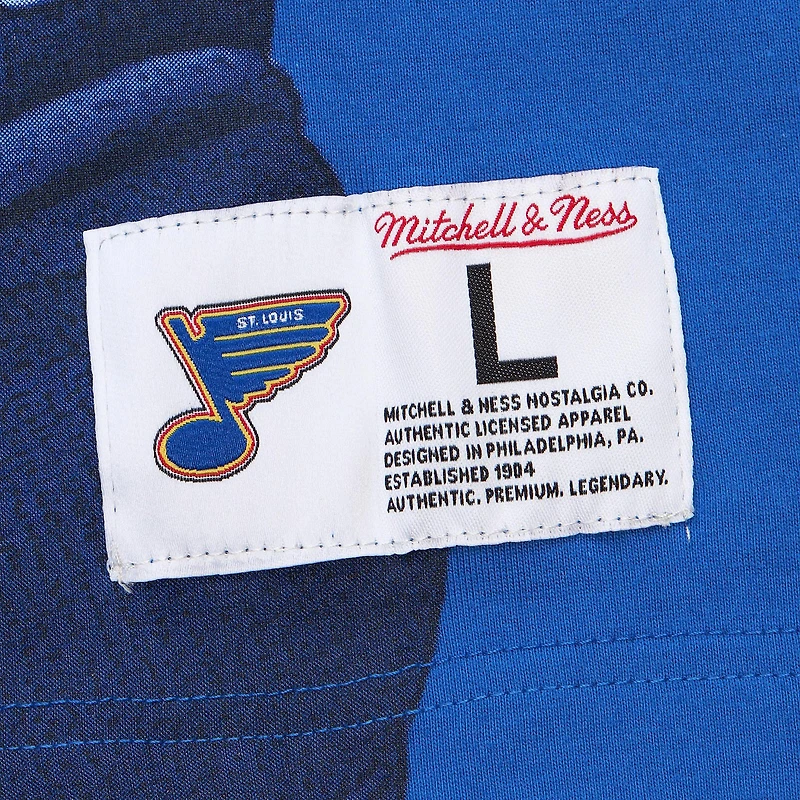 ST. LOUIS
Mitchell & Ness
L
MITCHELL & NESS NOSTALGIA CO.
AUTHENTIC LICENSED APPAREL
DESIGNED IN PHILADELPHIA, PA.
ESTABLISHED 1904
AUTHENTIC. PREMIUM. LEGENDARY.